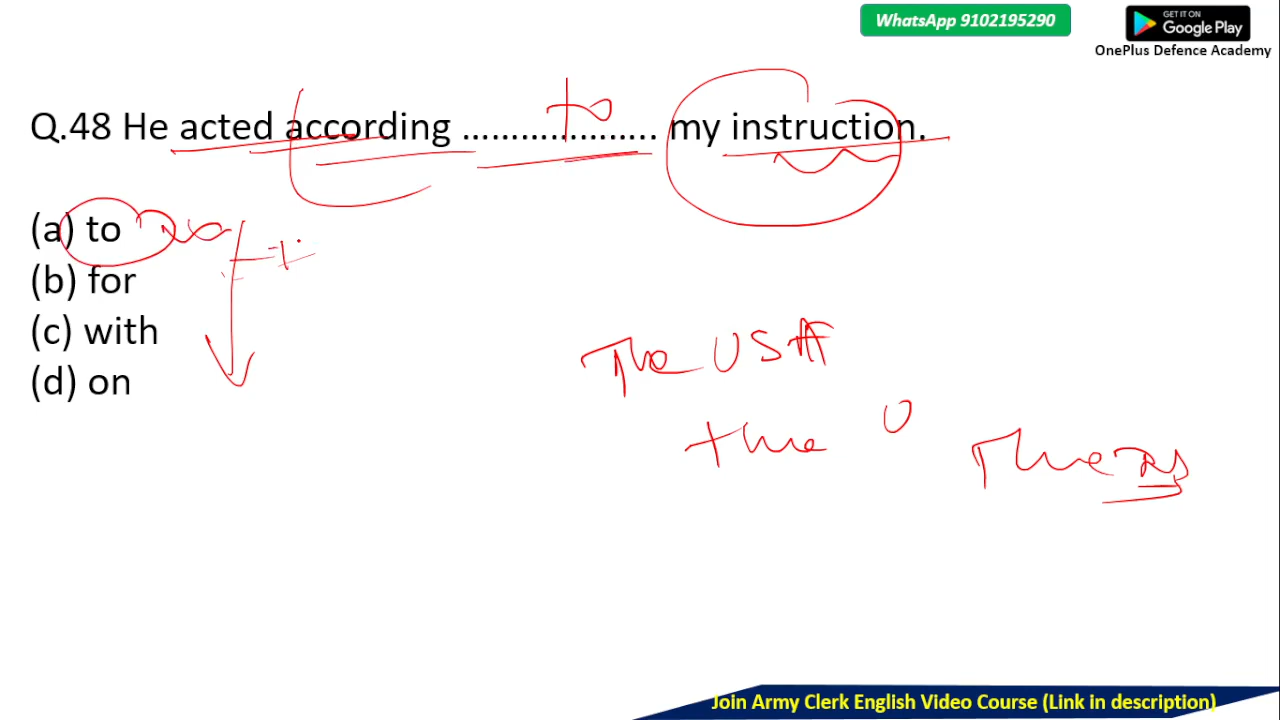 WhatsApp 9102195290
GET IT ON
Google Play
OnePlus Defence Academy
to
Q.48 He acted according .................... my instruction.
(a) to
(b) for
(c) with
(d) on
The USA
the U
The
Join Army Clerk English Video Course (Link in description)